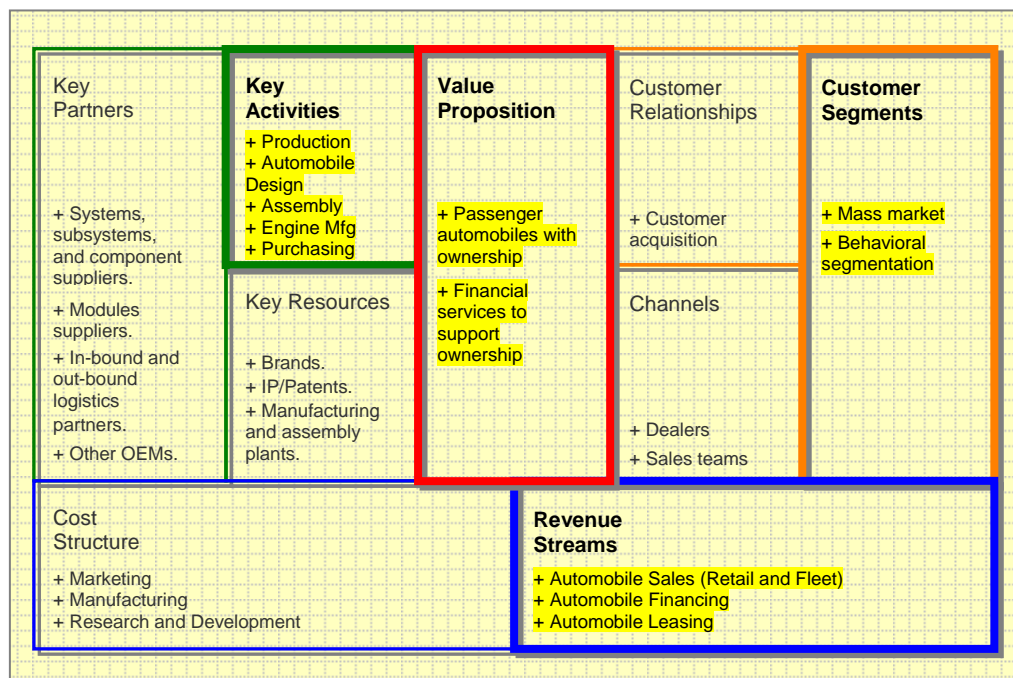 Key
Partners
+ Systems,
subsystems,
and component
suppliers.
+ Modules
suppliers.
+ In-bound and
out-bound
logistics
partners.
+ Other OEMs.
Key
Activities
+ Production
+ Automobile
Design
+ Assembly
+ Engine Mfg
+ Purchasing
Key Resources
+ Brands.
+ IP/Patents.
+ Manufacturing
and assembly
plants.
Value
Proposition
+ Passenger
automobiles with
ownership
+ Financial
services to
support
ownership
Customer
Relationships
+ Customer
acquisition
Channels
+ Dealers
+ Sales teams
Customer
Segments
+ Mass market
+ Behavioral
segmentation
Cost
Structure
+ Marketing
+ Manufacturing
+ Research and Development
Revenue
Streams
+ Automobile Sales (Retail and Fleet)
+ Automobile Financing
+ Automobile Leasing